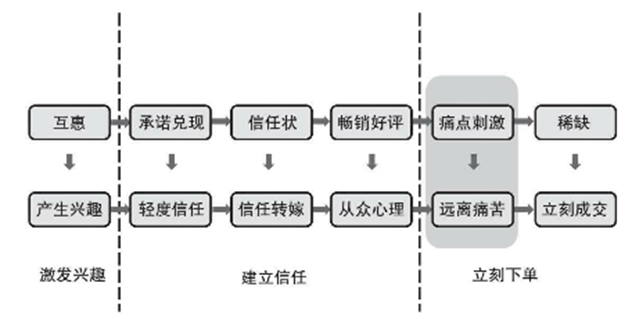 互惠
承诺兑现
信任状
畅销好评
痛点刺激
稀缺
产生兴趣
轻度信任
信任转嫁
从众心理
远离痛苦
立刻成交
激发兴趣
建立信任
立刻下单